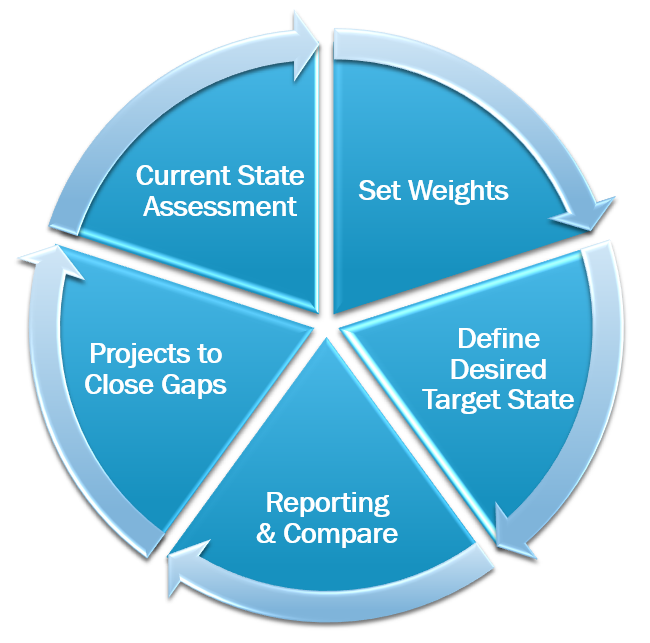 Current State
Assessment
Set Weights
Define
Desired
Target State
Reporting
& Compare
Projects to
Close Gaps